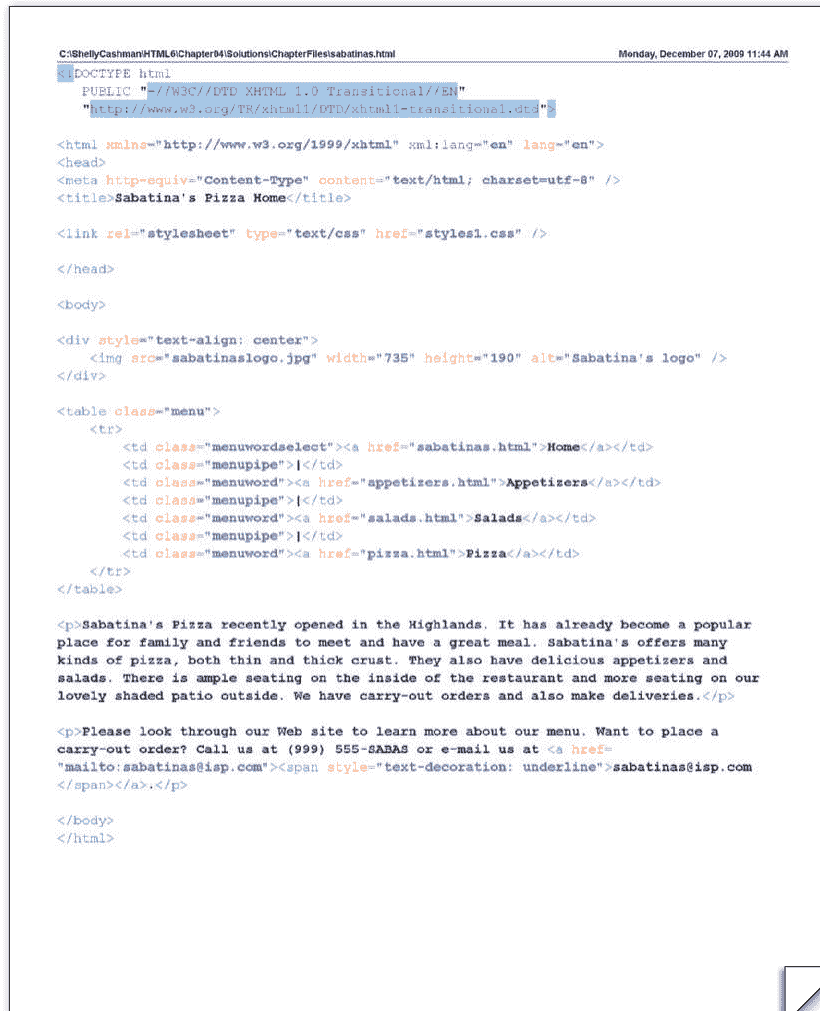 C:\ShellyCashman\HTML6\Chapter04\Solutions\ChapterFiles\sabatinas.html Monday, December 07, 2009 11:44 AM
<!DOCTYPE html
PUBLIC "-//W3C//DTD XHTML 1.0 Transitional//EN"
"http://www.w3.org/TR/xhtml1/DTD/xhtml1-transitional.dtd">
<html xmlns="http://www.w3.org/1999/xhtml" xml:lang="en" lang="en">
<head>
<meta http-equiv="Content-Type" content="text/html; charset=utf-8" />
<title>Sabatina's Pizza Home</title>
<link rel="stylesheet" type="text/css" href="styles1.css" />
</head>
<body>
<div style="text-align: center">
<img src="sabatinaslogo.jpg" width="735" height="190" alt="Sabatina's logo" />
</div>
<table class="menu">
<tr>
<td class="menuwordselect"><a href="sabatinas.html">Home</a></td>
<td class="menupipe">|</td>
<td class="menuword"><a href="appetizers.html">Appetizers</a></td>
<td class="menupipe">|</td>
<td class="menuword"><a href="salads.html">Salads</a></td>
<td class="menupipe">|</td>
<td class="menuword"><a href="pizza.html">Pizza</a></td>
</tr>
</table>
<p>Sabatina's Pizza recently opened in the Highlands. It has already become a popular
place for family and friends to meet and have a great meal. Sabatina's offers many
kinds of pizza, both thin and thick crust. They also have delicious appetizers and
salads. There is ample seating on the inside of the restaurant and more seating on our
lovely shaded patio outside. We have carry-out orders and also make deliveries.</p>
<p>Please look through our Web site to learn more about our menu. Want to place a
carry-out order? Call us at (999) 555-SABAS or e-mail us at <a href=
"mailto:sabatinas@isp.com"><span style="text-decoration: underline">sabatinas@isp.com
</span></a>.</p>
</body>
</html>